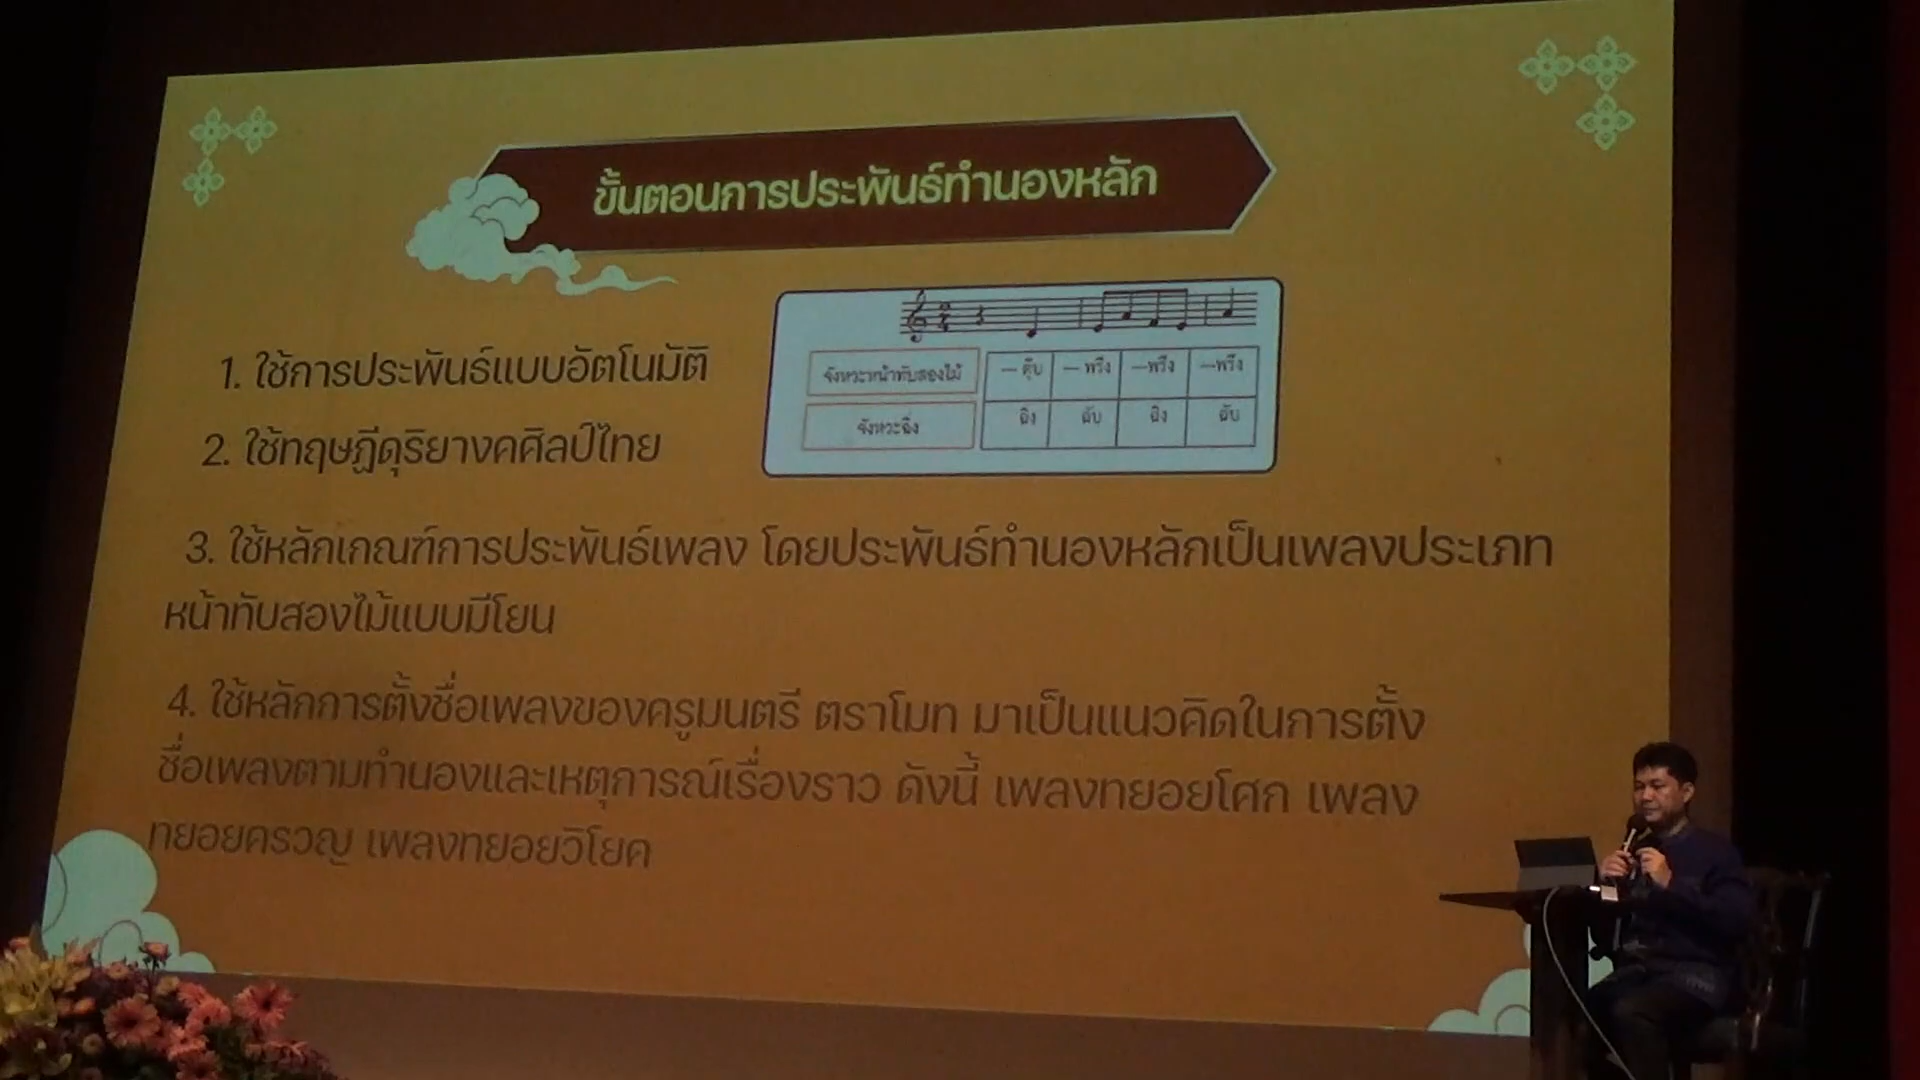 ขั้นตอนการประพันธ์ทำนองหลัก
1. ใช้การประพันธ์แบบอัตโนมัติ
2. ใช้ทฤษฎีดุริยางคศิลป์ไทย
จังหวะหน้าทับสองไม้ — ติ๊บ — พรึง —พรึง —พรึง
จังหวะฉิ่ง ฉิ่ง ฉับ ฉิ่ง ฉับ
3. ใช้หลักเกณฑ์การประพันธ์เพลง โดยประพันธ์ทำนองหลักเป็นเพลงประเภท
หน้าทับสองไม้แบบมีโยน
4. ใช้หลักการตั้งชื่อเพลงของครูมนตรี ตราโมท มาเป็นแนวคิดในการตั้ง
ชื่อเพลงตามทำนองและเหตุการณ์เรื่องราว ดังนี้ เพลงทยอยโศก เพลง
ทยอยครวญ เพลงทยอยวิโยค